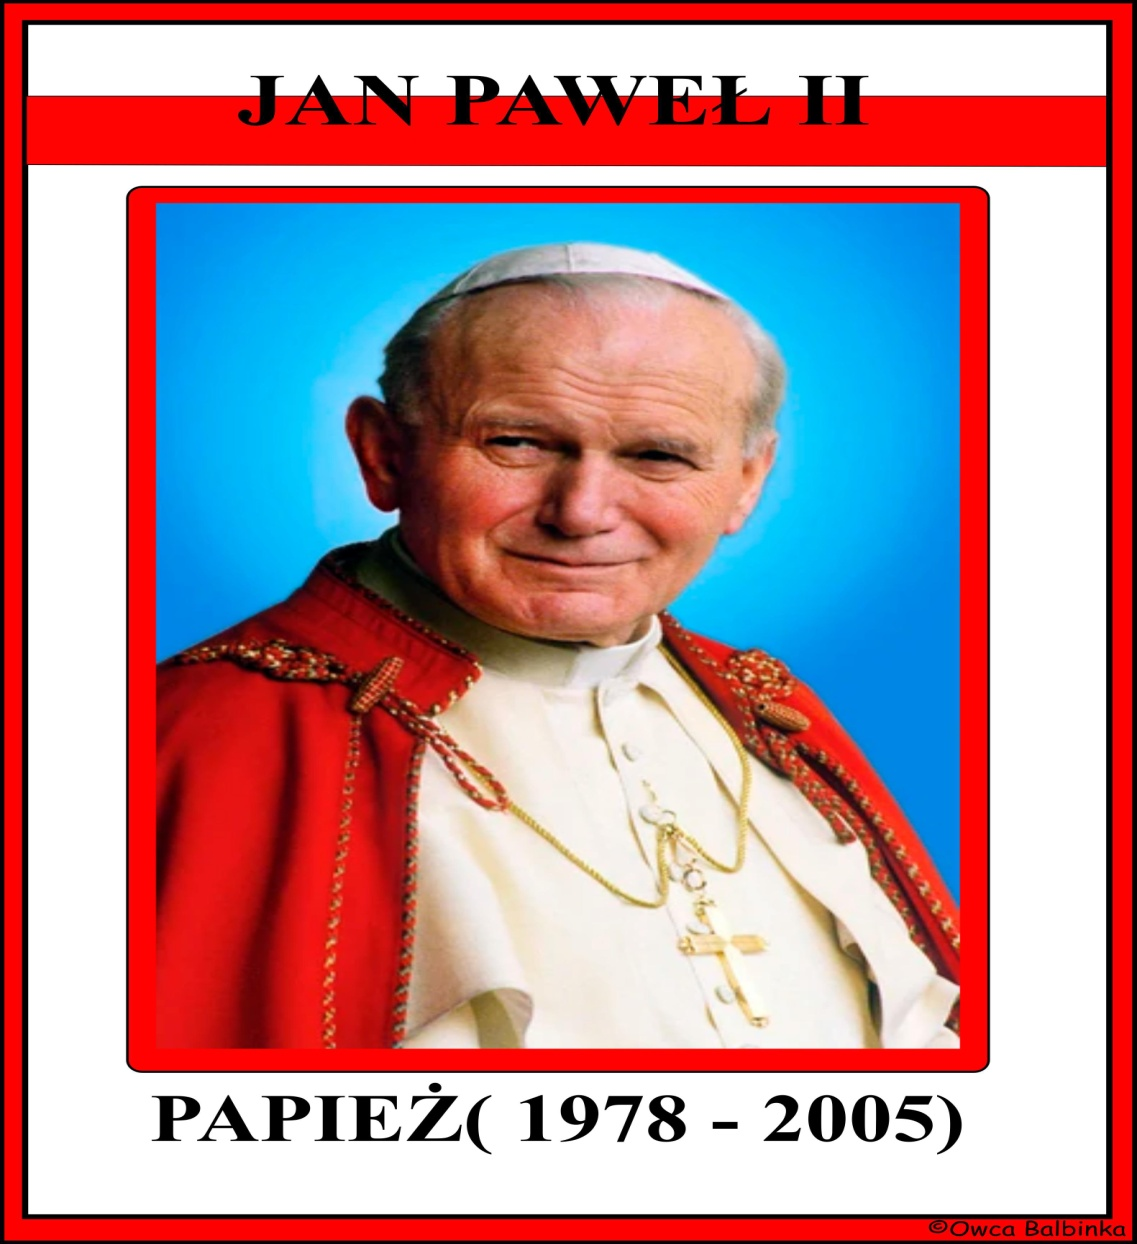 JAN PAWEŁ II
PAPIEŻ( 1978 - 2005)
©Owca Balbinka